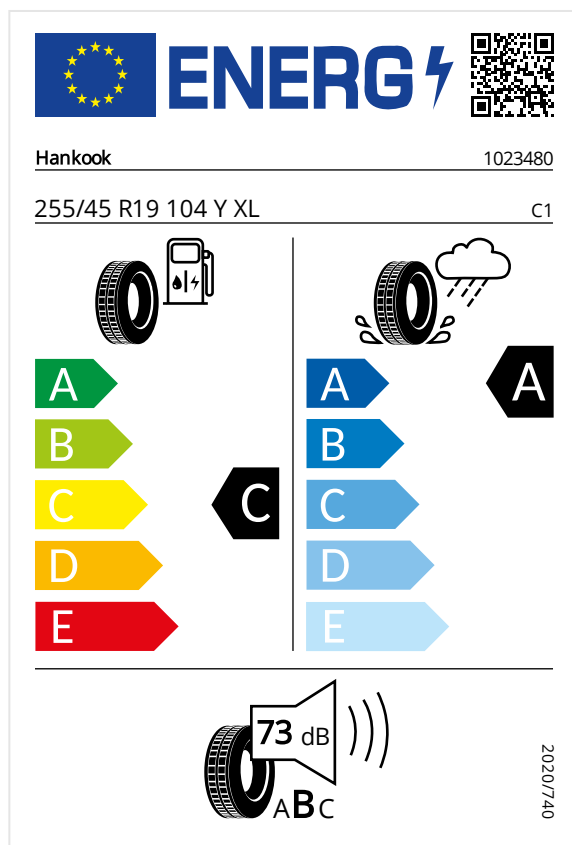 ENERG
Hankook 1023480
255/45 R19 104 Y XL C1
A A A
B B
C C C
D D
E E
73 dB
ABC
2020/740